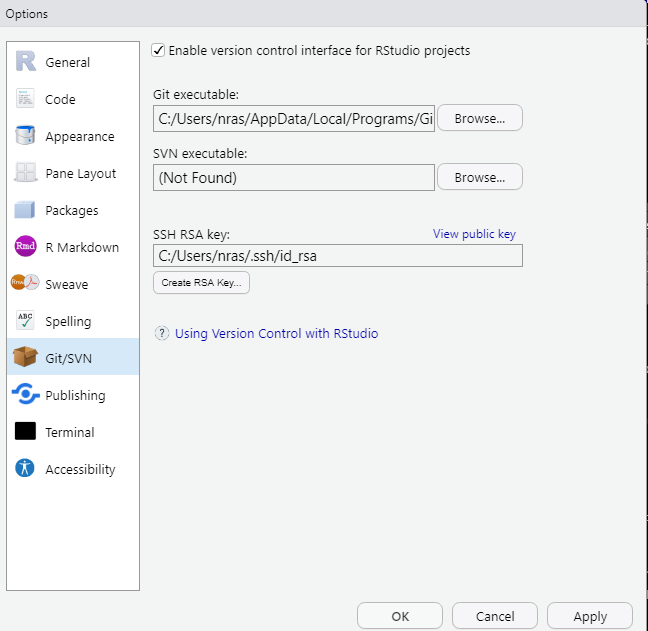 Options
General
Code
Appearance
Pane Layout
Packages
Rmd R Markdown
Rnw Sweave
ABC Spelling
Git/SVN
Publishing
Terminal
Accessibility
Enable version control interface for RStudio projects
Git executable:
C:/Users/nras/AppData/Local/Programs/Gi
Browse...
SVN executable:
(Not Found)
Browse...
SSH RSA key:
View public key
C:/Users/nras/.ssh/id_rsa
Create RSA Key...
? Using Version Control with RStudio
OK
Cancel
Apply